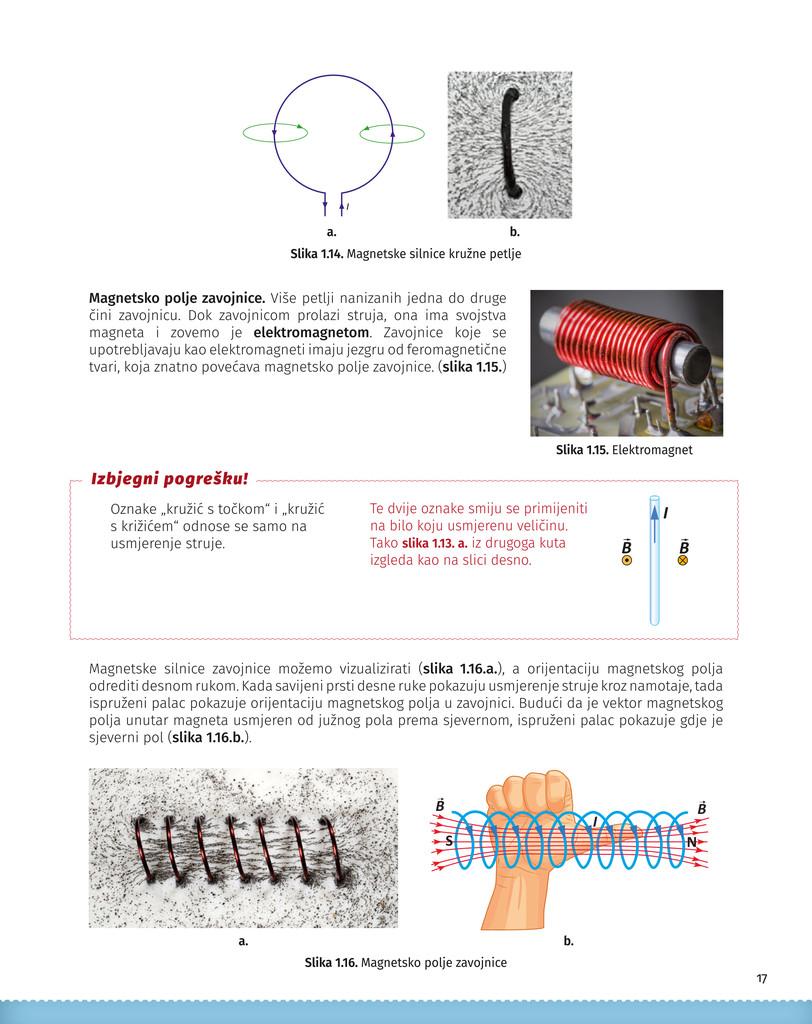 I
a.
b.
Slika 1.14. Magnetske silnice kružne petlje
Magnetsko polje zavojnice. Više petlji nanizanih jedna do druge
čini zavojnicu. Dok zavojnicom prolazi struja, ona ima svojstva
magneta i zovemo je elektromagnetom. Zavojnice koje se
upotrebljavaju kao elektromagneti imaju jezgru od feromagnetične
tvari, koja znatno povećava magnetsko polje zavojnice. (slika 1.15.)
Slika 1.15. Elektromagnet
Izbjegni pogrešku!
Oznake „kružić s točkom“ i „kružić
s križićem“ odnose se samo na
usmjerenje struje.
Te dvije oznake smiju se primijeniti
na bilo koju usmjerenu veličinu.
Tako slika 1.13. a. iz drugoga kuta
izgleda kao na slici desno.
I
B⃗
B⃗
Magnetske silnice zavojnice možemo vizualizirati (slika 1.16.a.), a orijentaciju magnetskog polja
odrediti desnom rukom. Kada savijeni prsti desne ruke pokazuju usmjerenje struje kroz namotaje, tada
ispruženi palac pokazuje orijentaciju magnetskog polja u zavojnici. Budući da je vektor magnetskog
polja unutar magneta usmjeren od južnog pola prema sjevernom, ispruženi palac pokazuje gdje je
sjeverni pol (slika 1.16.b.).
B⃗
B⃗
I
S
N
a.
b.
Slika 1.16. Magnetsko polje zavojnice
17